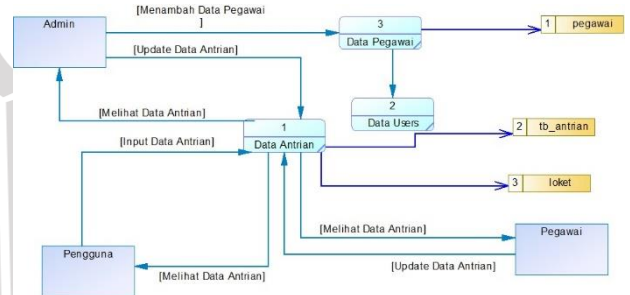 [Menambah Data Pegawai
]
Admin
3
Data Pegawai
1 pegawai
[Update Data Antrian]
2
Data Users
[Melihat Data Antrian]
1
Data Antrian
2 tb_antrian
[Input Data Antrian]
3 loket
[Melihat Data Antrian]
Pegawai
Pengguna
[Update Data Antrian]
[Melihat Data Antrian]